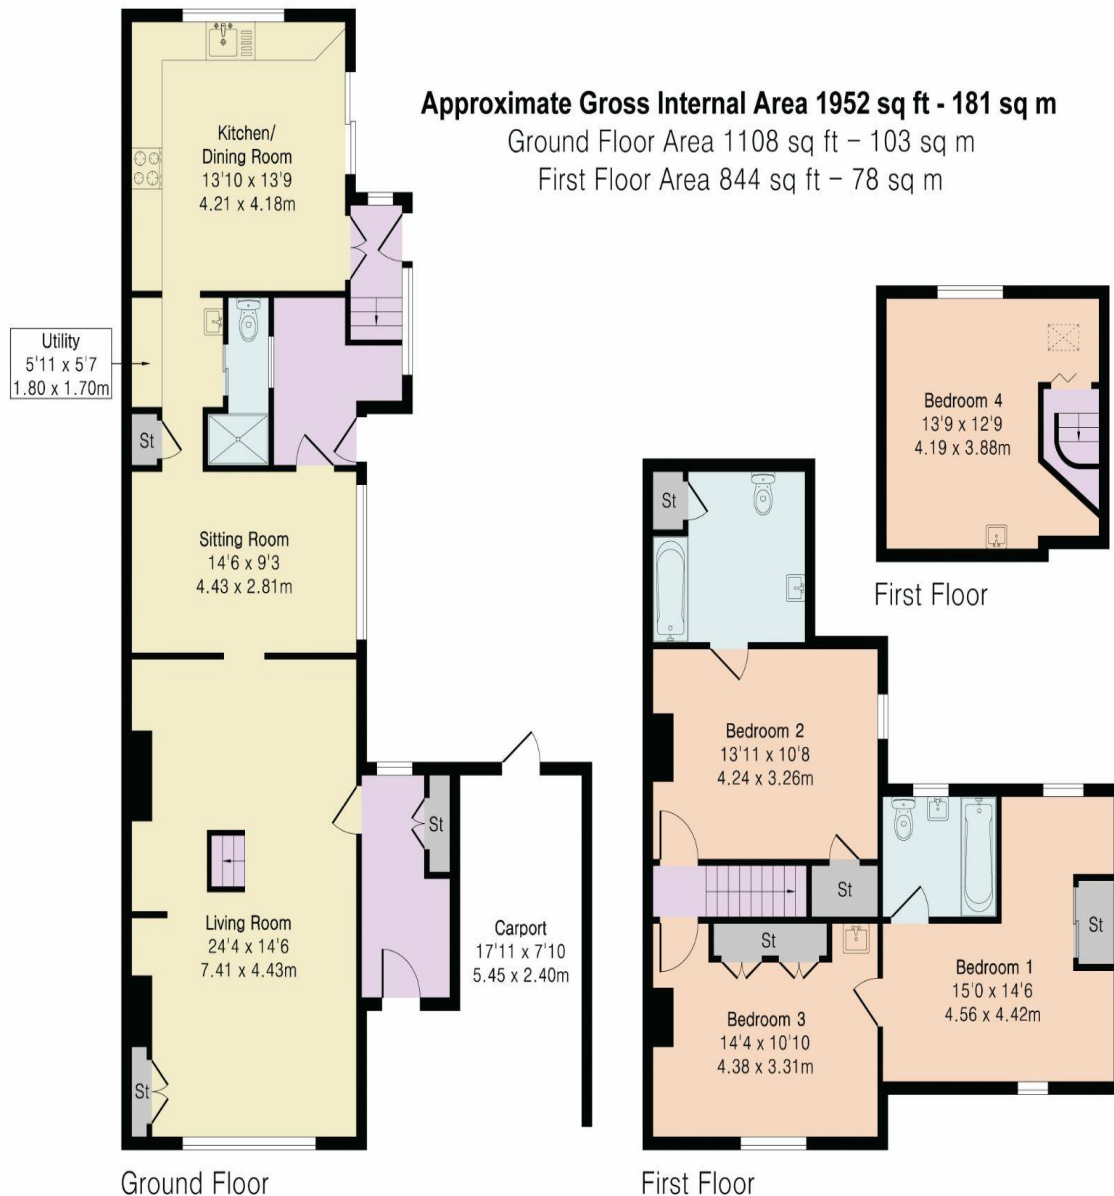 Approximate Gross Internal Area 1952 sq ft - 181 sq m
Ground Floor Area 1108 sq ft – 103 sq m
First Floor Area 844 sq ft – 78 sq m
Kitchen/
Dining Room
13'10 x 13'9
4.21 x 4.18m
Utility
5'11 x 5'7
1.80 x 1.70m
St
Sitting Room
14'6 x 9'3
4.43 x 2.81m
St
Living Room
24'4 x 14'6
7.41 x 4.43m
Carport
17'11 x 7'10
5.45 x 2.40m
St
Ground Floor
Bedroom 4
13'9 x 12'9
4.19 x 3.88m
First Floor
St
Bedroom 2
13'11 x 10'8
4.24 x 3.26m
St
St
Bedroom 3
14'4 x 10'10
4.38 x 3.31m
Bedroom 1
15'0 x 14'6
4.56 x 4.42m
St
First Floor